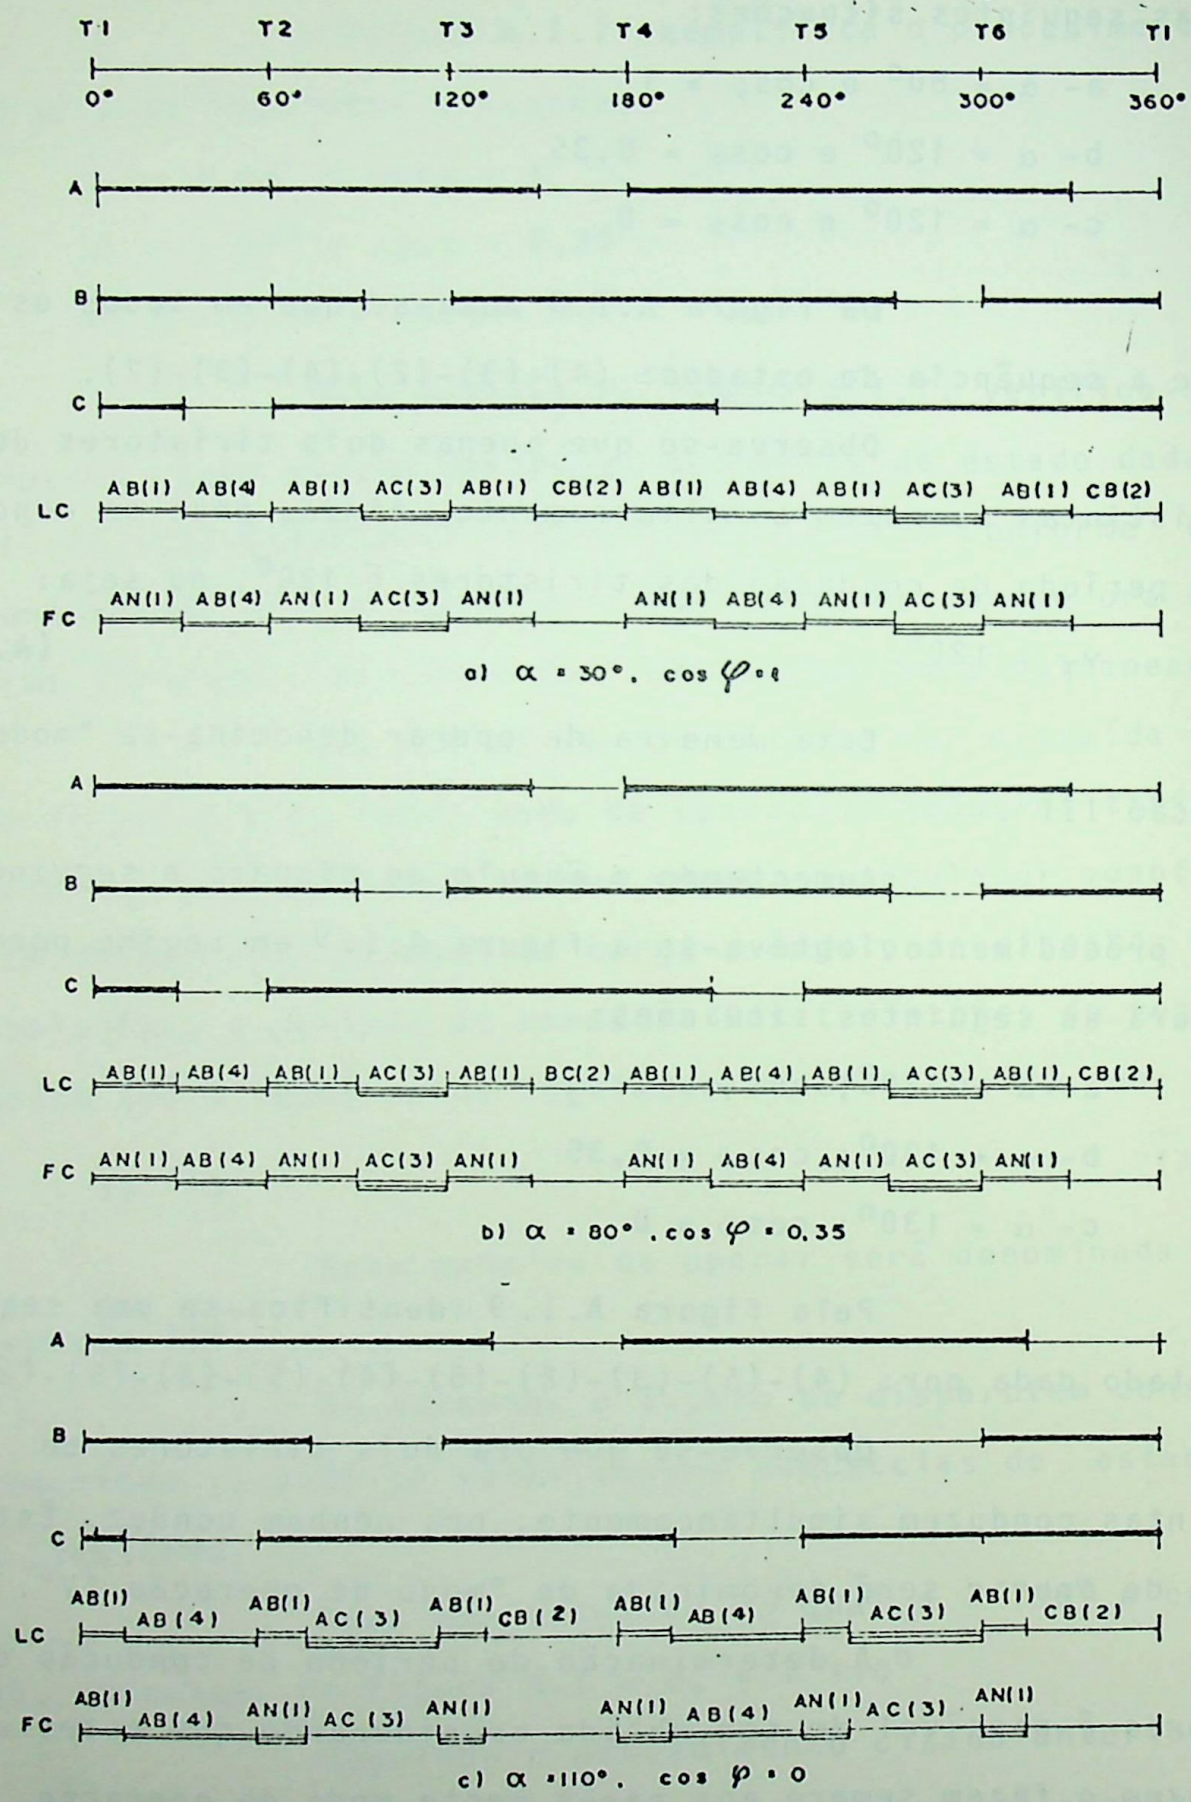 T1 T2 T3 T4 T5 T6 T1
0° 60° 120° 180° 240° 300° 360°
A
B
C
AB(1) AB(4) AB(1) AC(3) AB(1) CB(2) AB(1) AB(4) AB(1) AC(3) AB(1) CB(2)
LC
AN(1) AB(4) AN(1) AC(3) AN(1) AN(1) AB(4) AN(1) AC(3) AN(1)
FC
a) α = 30°, cos φ = 1
A
B
C
LC AB(1) AB(4) AB(1) AC(3) AB(1) BC(2) AB(1) AB(4) AB(1) AC(3) AB(1) CB(2)
FC AN(1) AB(4) AN(1) AC(3) AN(1) AN(1) AB(4) AN(1) AC(3) AN(1)
b) α = 80°, cos φ = 0.35
A
B
C
AB(1) AB(4) AB(1) AC(3) AB(1) CB(2) AB(1) AB(4) AB(1) AC(3) AB(1) CB(2)
LC
AB(1) AB(4) AN(1) AC(3) AN(1) AN(1) AB(4) AN(1) AC(3) AN(1)
FC
c) α = 110°, cos φ = 0